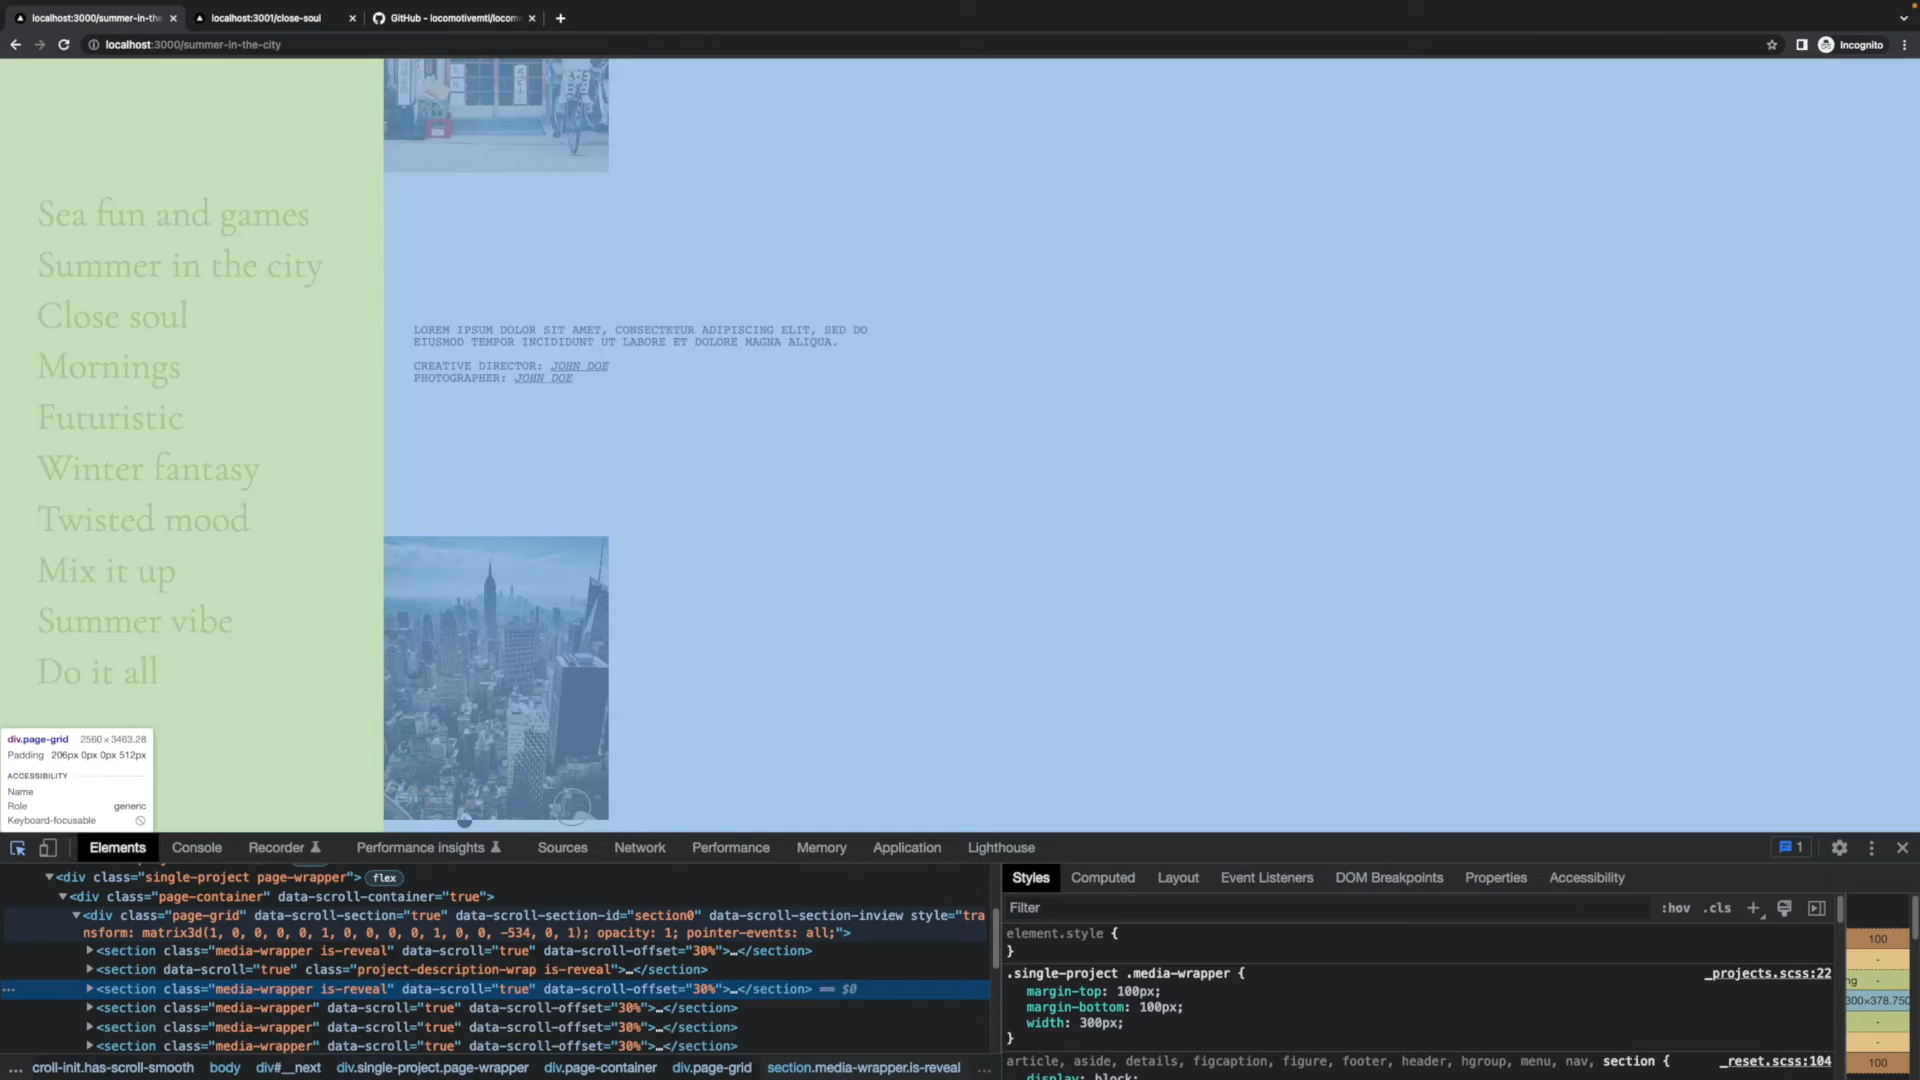 localhost:3000/summer-in-the
localhost:3001/close-soul
GitHub - locomotivemtl/locom
localhost:3000/summer-in-the-city
Incognito
Sea fun and games
Summer in the city
Close soul
Mornings
Futuristic
Winter fantasy
Twisted mood
Mix it up
Summer vibe
Do it all
LOREM IPSUM DOLOR SIT AMET, CONSECTETUR ADIPISCING ELIT, SED DO
EIUSMOD TEMPOR INCIDIDUNT UT LABORE ET DOLORE MAGNA ALIQUA.
CREATIVE DIRECTOR: JOHN DOE
PHOTOGRAPHER: JOHN DOE
div.page-grid 2560 × 3463.28
Padding 206px 0px 0px 512px
ACCESSIBILITY
Name
Role generic
Keyboard-focusable
Elements Console Recorder Performance insights Sources Network Performance Memory Application Lighthouse 1
<div class="single-project page-wrapper"> flex
<div class="page-container" data-scroll-container="true">
<div class="page-grid" data-scroll-section="true" data-scroll-section-id="section0" data-scroll-section-inview style="tra
nsform: matrix3d(1, 0, 0, 0, 0, 1, 0, 0, 0, 0, 1, 0, 0, -534, 0, 1); opacity: 1; pointer-events: all;">
<section class="media-wrapper is-reveal" data-scroll="true" data-scroll-offset="30%">…</section>
<section data-scroll="true" class="project-description-wrap is-reveal">…</section>
<section class="media-wrapper is-reveal" data-scroll="true" data-scroll-offset="30%">…</section> == $0
<section class="media-wrapper" data-scroll="true" data-scroll-offset="30%">…</section>
<section class="media-wrapper" data-scroll="true" data-scroll-offset="30%">…</section>
<section class="media-wrapper" data-scroll="true" data-scroll-offset="30%">…</section>
… croll-init.has-scroll-smooth body div#__next div.single-project.page-wrapper div.page-container div.page-grid section.media-wrapper.is-reveal …
Styles Computed Layout Event Listeners DOM Breakpoints Properties Accessibility
Filter :hov .cls
element.style {
}
.single-project .media-wrapper { _projects.scss:22
margin-top: 100px;
margin-bottom: 100px;
width: 300px;
}
article, aside, details, figcaption, figure, footer, header, hgroup, menu, nav, section { _reset.scss:104
display: block;
100
-
ng -
300×378.750
-
-
100